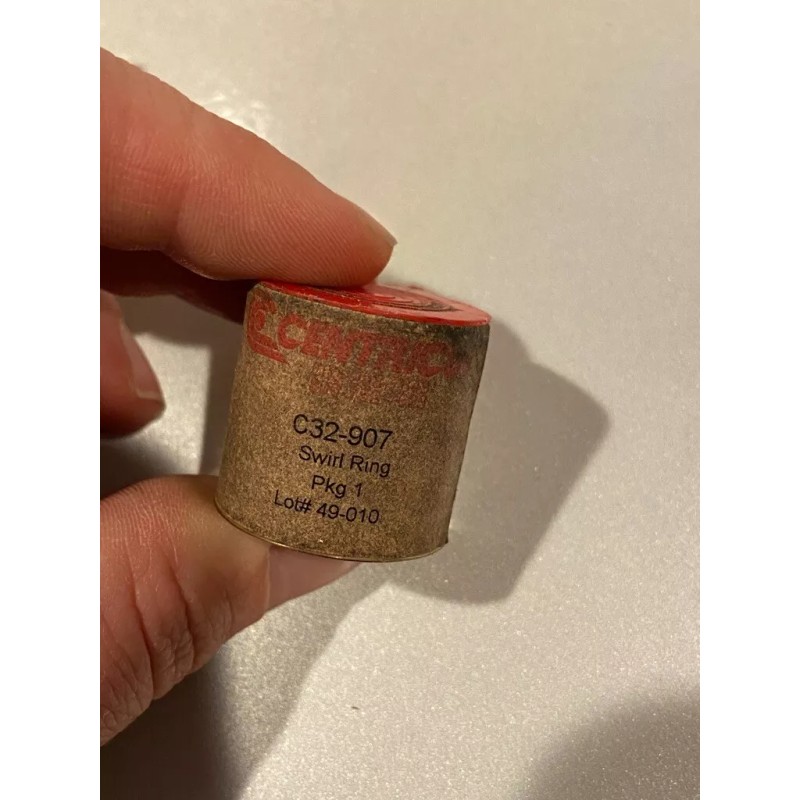 CENTRIC
C32-907
Swirl Ring
Pkg 1
Lot# 49-010